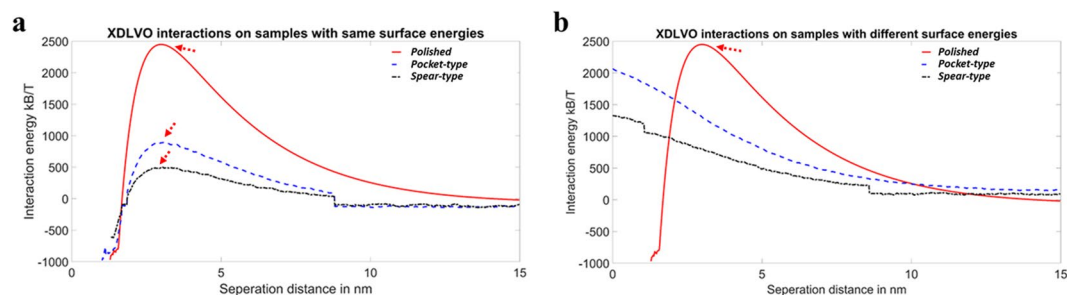 a
XDLVO interactions on samples with same surface energies
Interaction energy kB/T
2500
2000
1500
1000
500
0
-500
-1000
0
5
10
15
Seperation distance in nm
Polished
Pocket-type
Spear-type
b
XDLVO interactions on samples with different surface energies
Interaction energy kB/T
2500
2000
1500
1000
500
0
-500
-1000
0
5
10
15
Seperation distance in nm
Polished
Pocket-type
Spear-type